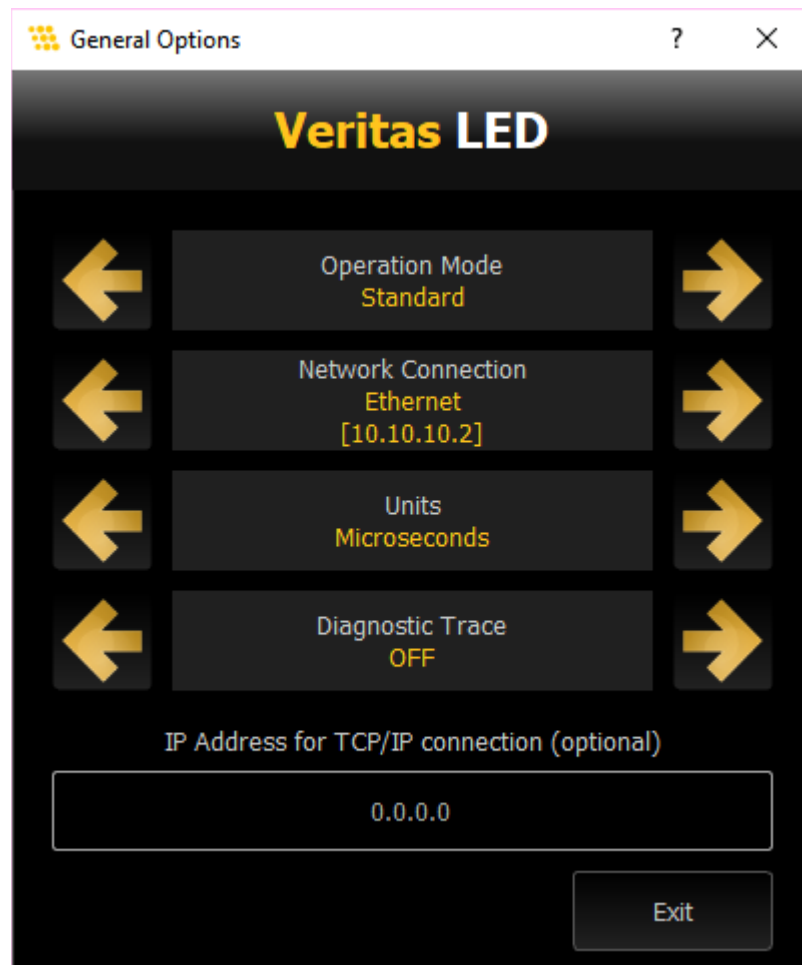 General Options
?
Veritas LED
Operation Mode
Standard
Network Connection
Ethernet
[10.10.10.2]
Units
Microseconds
Diagnostic Trace
OFF
IP Address for TCP/IP connection (optional)
0.0.0.0
Exit